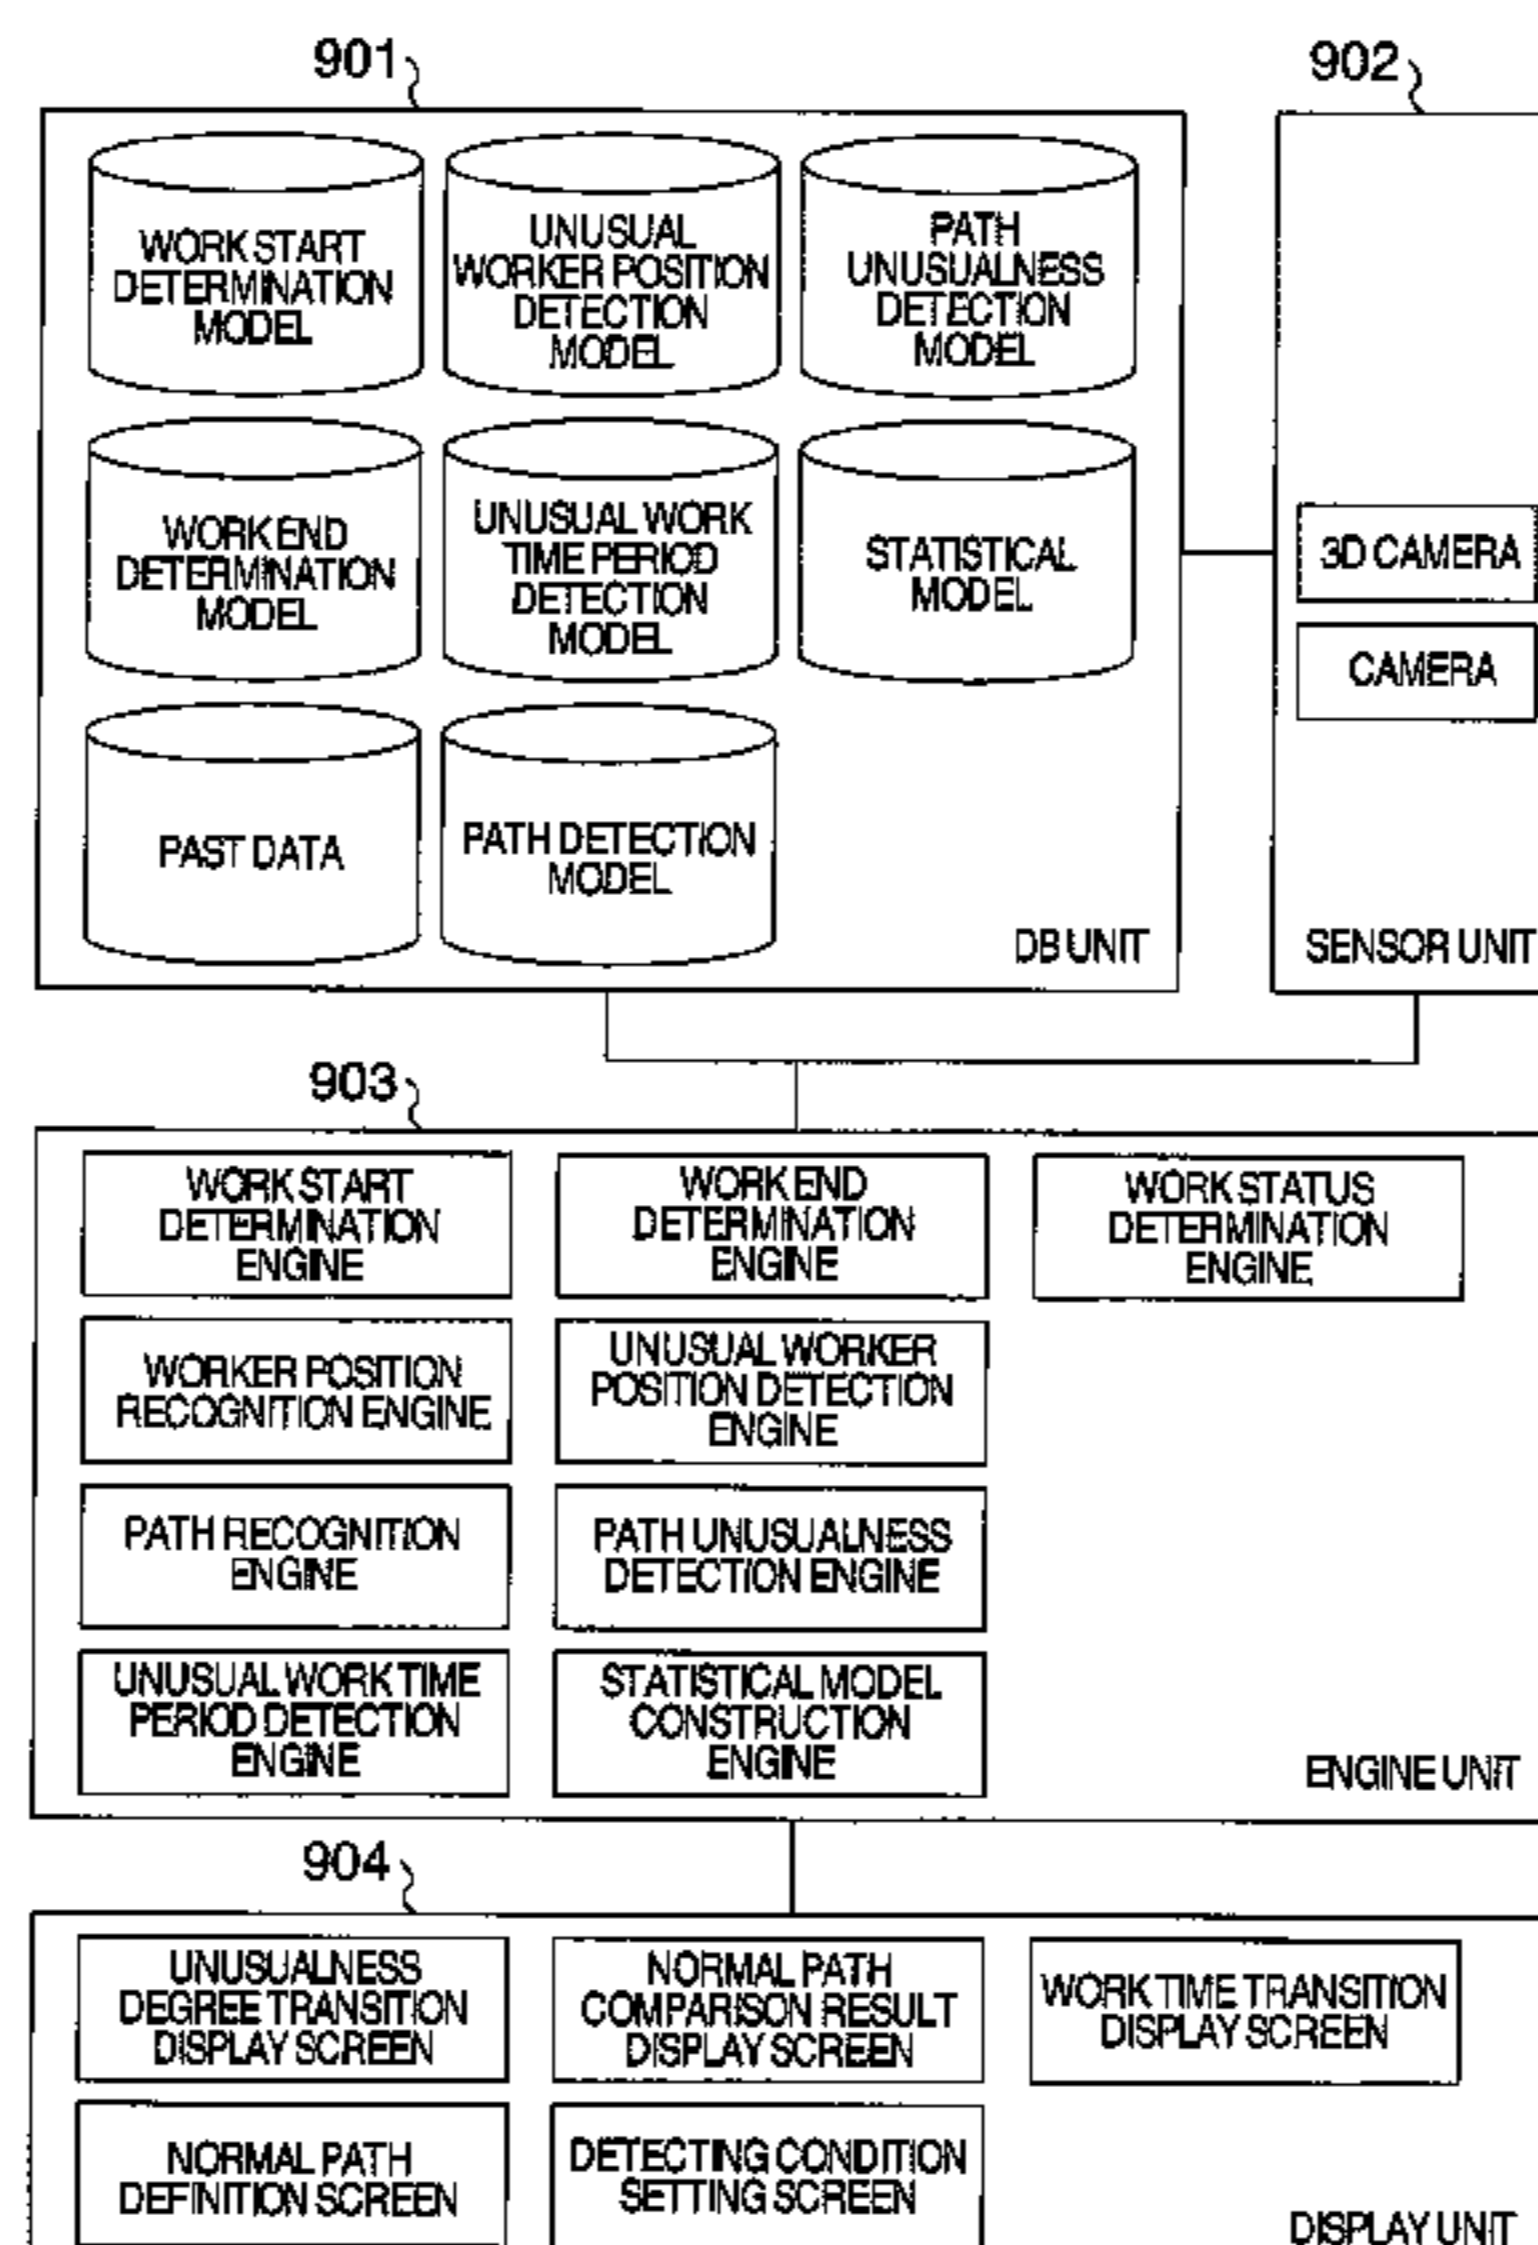 901
902
WORK START
DETERMINATION
MODEL
UNUSUAL
WORKER POSITION
DETECTION
MODEL
PATH
UNUSUALNESS
DETECTION
MODEL
WORK END
DETERMINATION
MODEL
UNUSUAL WORK
TIME PERIOD
DETECTION
MODEL
STATISTICAL
MODEL
3D CAMERA
CAMERA
PAST DATA
PATH DETECTION
MODEL
DB UNIT
SENSOR UNIT
903
WORK START
DETERMINATION
ENGINE
WORK END
DETERMINATION
ENGINE
WORK STATUS
DETERMINATION
ENGINE
WORKER POSITION
RECOGNITION ENGINE
UNUSUAL WORKER
POSITION DETECTION
ENGINE
PATH RECOGNITION
ENGINE
PATH UNUSUALNESS
DETECTION ENGINE
UNUSUAL WORK TIME
PERIOD DETECTION
ENGINE
STATISTICAL MODEL
CONSTRUCTION
ENGINE
ENGINE UNIT
904
UNUSUALNESS
DEGREE TRANSITION
DISPLAY SCREEN
NORMAL PATH
COMPARISON RESULT
DISPLAY SCREEN
WORK TIME TRANSITION
DISPLAY SCREEN
NORMAL PATH
DEFINITION SCREEN
DETECTING CONDITION
SETTING SCREEN
DISPLAY UNIT